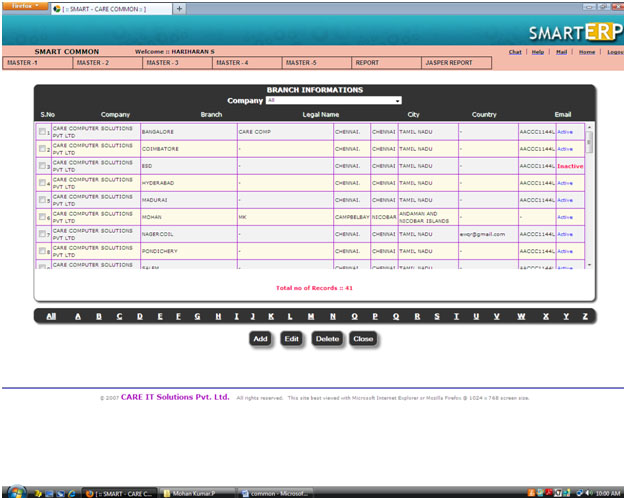 Firefox
[ :: SMART - CARE COMMON :: ]
SMARTERP
SMART COMMON Welcome :: HARIHARAN S Chat | Help | Mail | Home | Logout
MASTER -1 MASTER - 2 MASTER - 3 MASTER - 4 MASTER -5 REPORT JASPER REPORT
BRANCH INFORMATIONS
Company All
S.No Company Branch Legal Name City Country Email
1 CARE COMPUTER SOLUTIONS PVT LTD BANGALORE CARE COMP CHENNAI. CHENNAI TAMIL NADU - AACCC1144L Active
2 CARE COMPUTER SOLUTIONS PVT LTD COIMBATORE - CHENNAI. CHENNAI TAMIL NADU - AACCC1144L Active
3 CARE COMPUTER SOLUTIONS PVT LTD - CHENNAI. CHENNAI TAMIL NADU - AACCC1144L Inactive
4 CARE COMPUTER SOLUTIONS PVT LTD HYDERABAD - CHENNAI. CHENNAI TAMIL NADU - AACCC1144L Active
5 CARE COMPUTER SOLUTIONS PVT LTD MADURAI - CHENNAI. CHENNAI TAMIL NADU - AACCC1144L Active
6 CARE COMPUTER SOLUTIONS PVT LTD MOHAN MK CAMPBELBAY NICOBAR ANDAMAN AND NICOBAR ISLANDS - - Active
7 CARE COMPUTER SOLUTIONS PVT LTD NAGERCOIL - CHENNAI. CHENNAI TAMIL NADU ewqr@gmail.com AACCC1144L Active
8 CARE COMPUTER SOLUTIONS PVT LTD PONDICHERY - CHENNAI. CHENNAI TAMIL NADU - AACCC1144L Active
CARE COMPUTER SOLUTIONS SALEM CHENNAI. CHENNAI TAMIL NADU AACCC1144L Active
Total no of Records :: 41
All A B C D E F G H I J K L M N O P Q R S T U V W X Y Z
Add Edit Delete Close
© 2007 CARE IT Solutions Pvt. Ltd. All rights reserved. This site best viewed with Microsoft Internet Explorer or Mozilla Firefox @ 1024 x 768 screen size.
[ :: SMART - CARE C... Mohan Kumar.P common - Microsof... 10:00 AM